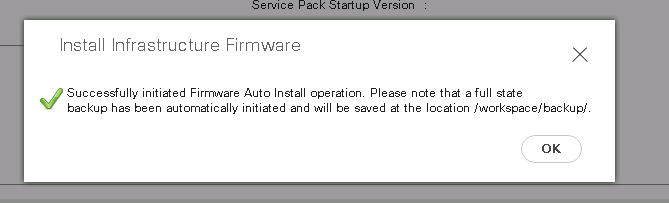 Service Pack Startup Version :
Install Infrastructure Firmware
Successfully initiated Firmware Auto Install operation. Please note that a full state
backup has been automatically initiated and will be saved at the location /workspace/backup/.
OK